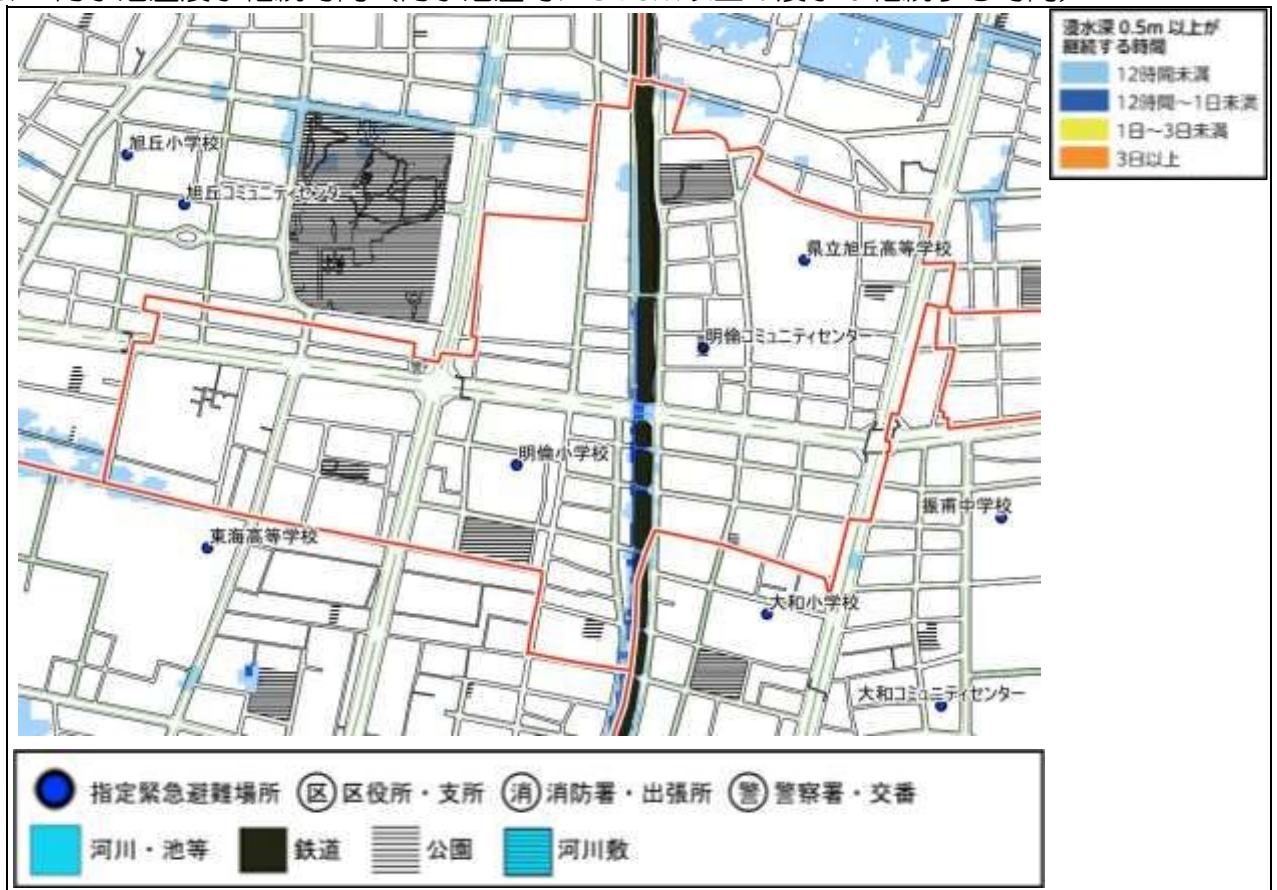 浸水深 0.5m 以上が
継続する時間
12時間未満
12時間～1日未満
1日～3日未満
3日以上
旭丘小学校
旭丘コミュニティセンター
県立旭丘高等学校
明倫コミュニティセンター
明倫小学校
振甫中学校
東海高等学校
大和小学校
大和コミュニティセンター
指定緊急避難場所 区 区役所・支所 消 消防署・出張所 警 警察署・交番
河川・池等 鉄道 公園 河川敷